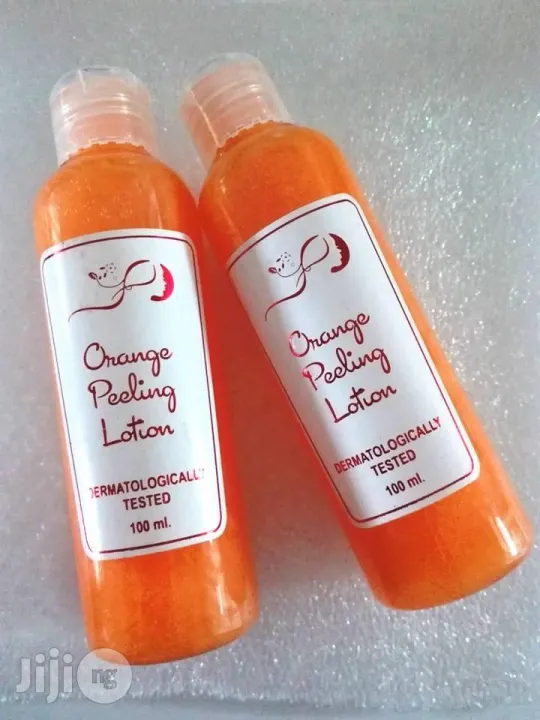 Orange
Peeling
Lotion
DERMATOLOGICALLY
TESTED
100 ml.
Orange
Peeling
Lotion
DERMATOLOGICALLY
TESTED
100 ml.
Jiji ng